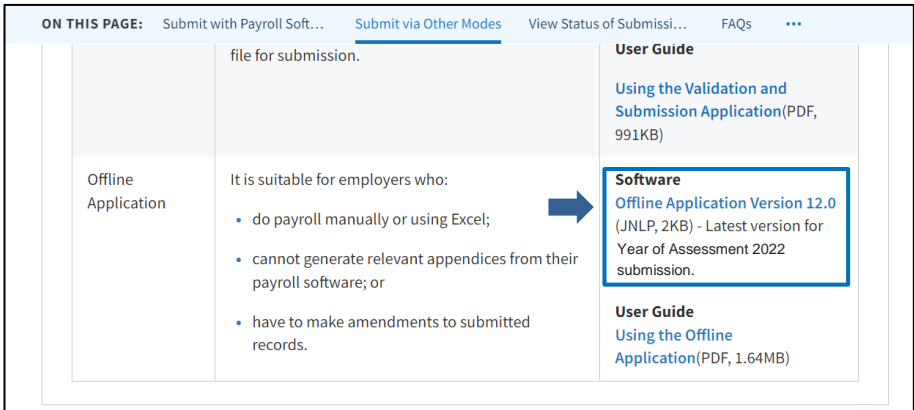 ON THIS PAGE: Submit with Payroll Soft... Submit via Other Modes View Status of Submissi... FAQs •••
file for submission.
User Guide
Using the Validation and
Submission Application(PDF,
991KB)
Offline
Application
It is suitable for employers who:
• do payroll manually or using Excel;
• cannot generate relevant appendices from their
payroll software; or
• have to make amendments to submitted
records.
Software
Offline Application Version 12.0
(JNLP, 2KB) - Latest version for
Year of Assessment 2022
submission.
User Guide
Using the Offline
Application(PDF, 1.64MB)